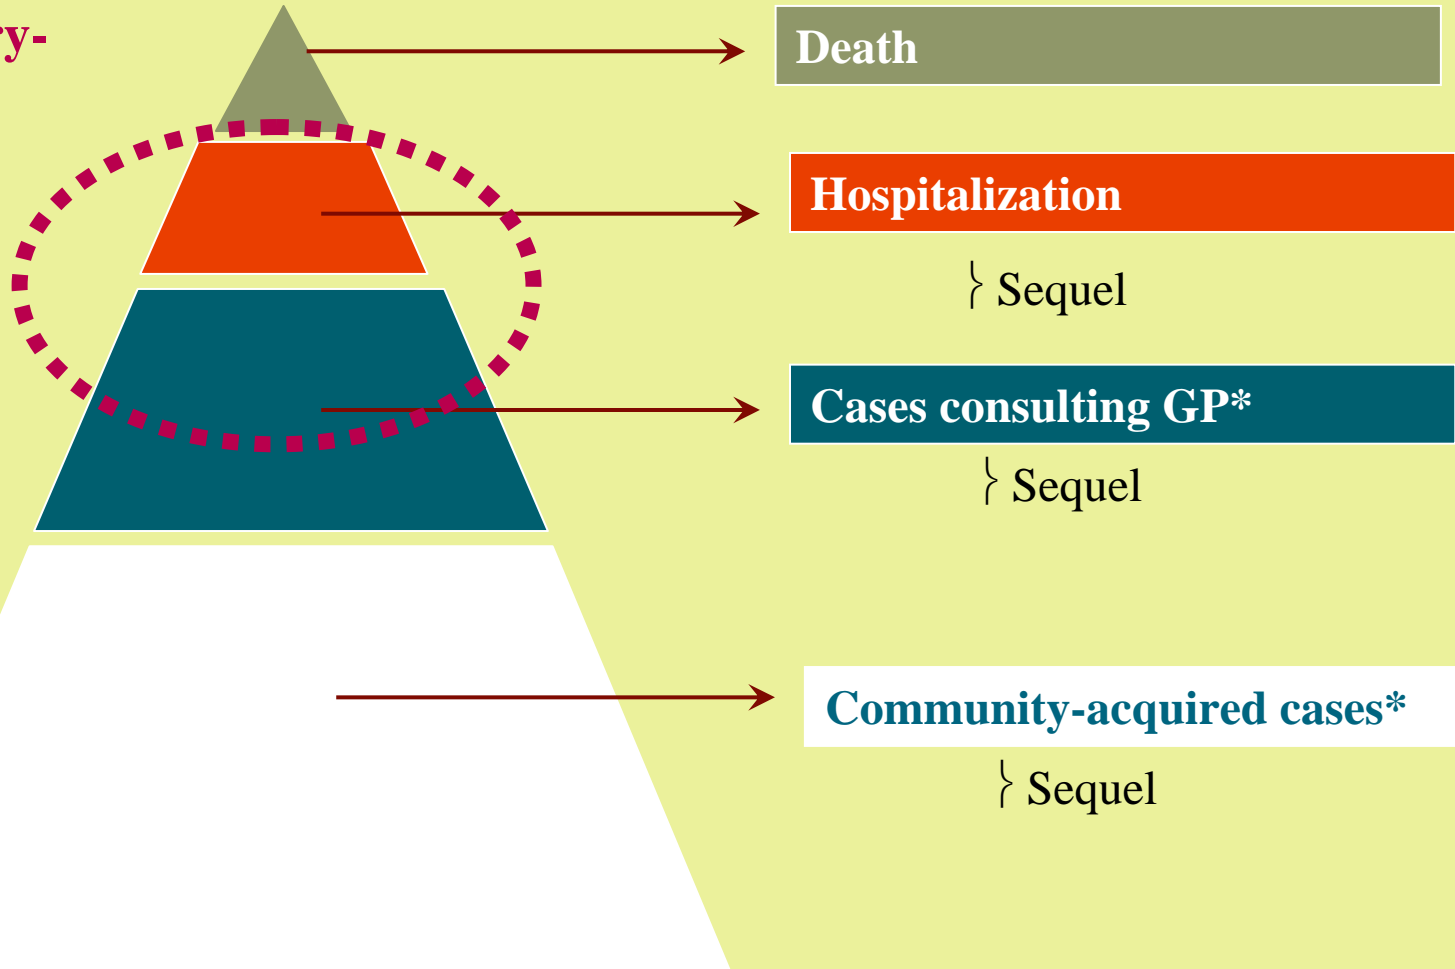 ry-
Death
Hospitalization
Sequel
Cases consulting GP*
Sequel
Community-acquired cases*
Sequel